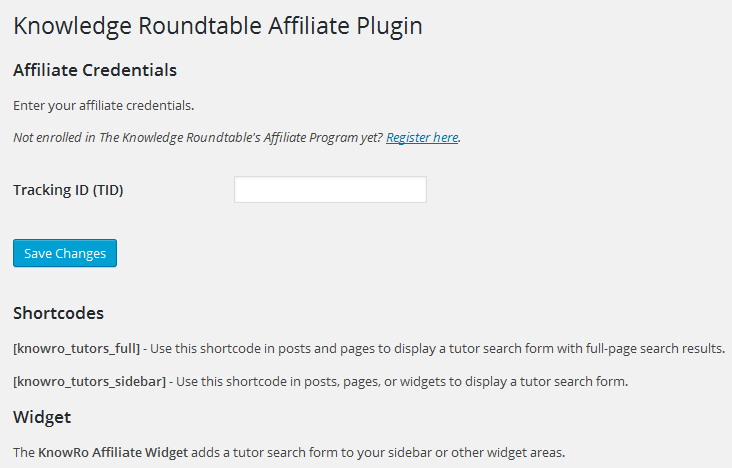 Knowledge Roundtable Affiliate Plugin
Affiliate Credentials
Enter your affiliate credentials.
Not enrolled in The Knowledge Roundtable's Affiliate Program yet? Register here.
Tracking ID (TID)
Save Changes
Shortcodes
[knowro_tutors_full] - Use this shortcode in posts and pages to display a tutor search form with full-page search results.
[knowro_tutors_sidebar] - Use this shortcode in posts, pages, or widgets to display a tutor search form.
Widget
The KnowRo Affiliate Widget adds a tutor search form to your sidebar or other widget areas.